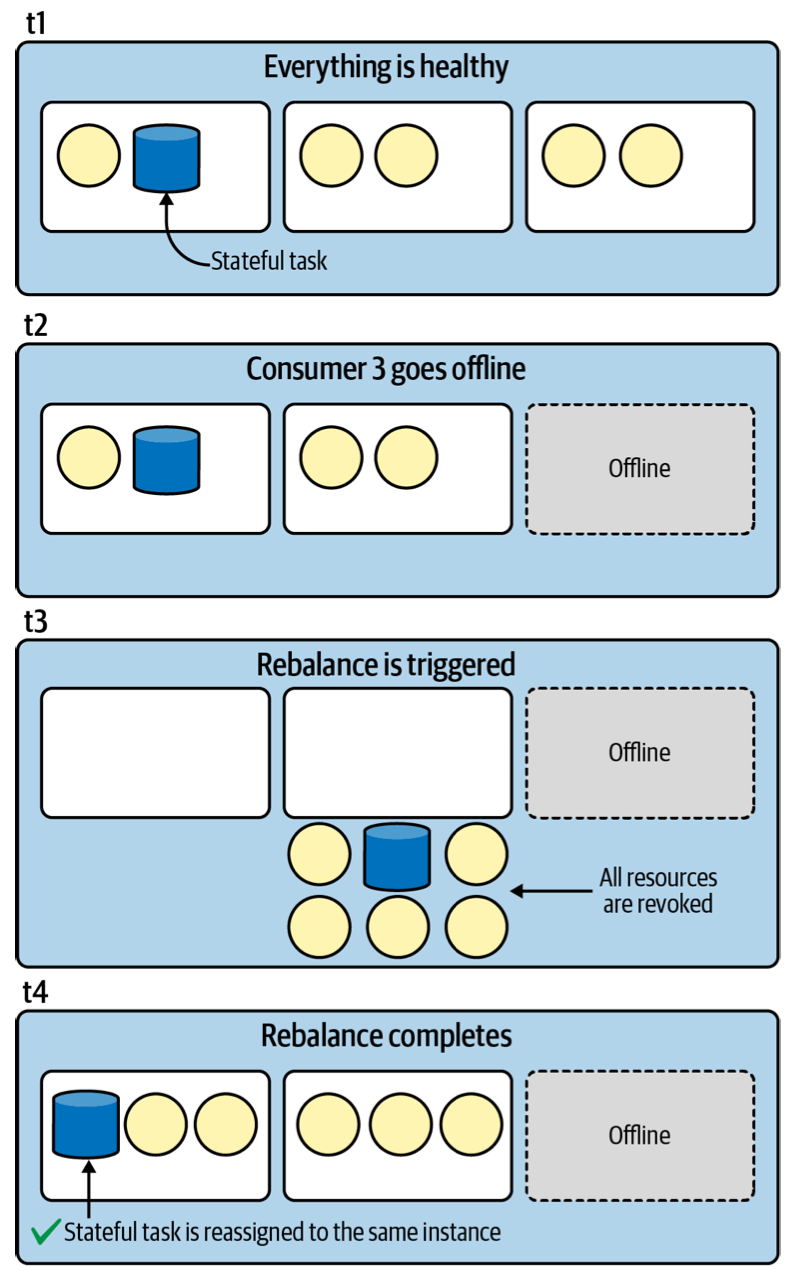 t1
Everything is healthy
Stateful task
t2
Consumer 3 goes offline
Offline
t3
Rebalance is triggered
Offline
All resources
are revoked
t4
Rebalance completes
Offline
Stateful task is reassigned to the same instance